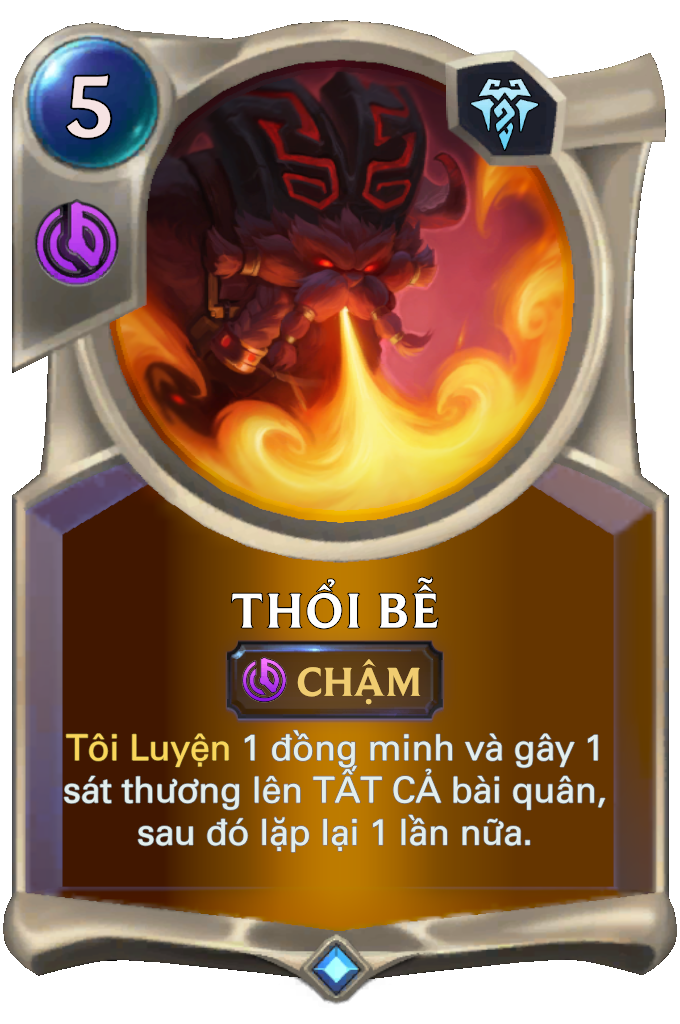 5
THỔI BỄ
CHẬM
Tôi Luyện 1 đồng minh và gây 1
sát thương lên TẤT CẢ bài quân,
sau đó lặp lại 1 lần nữa.